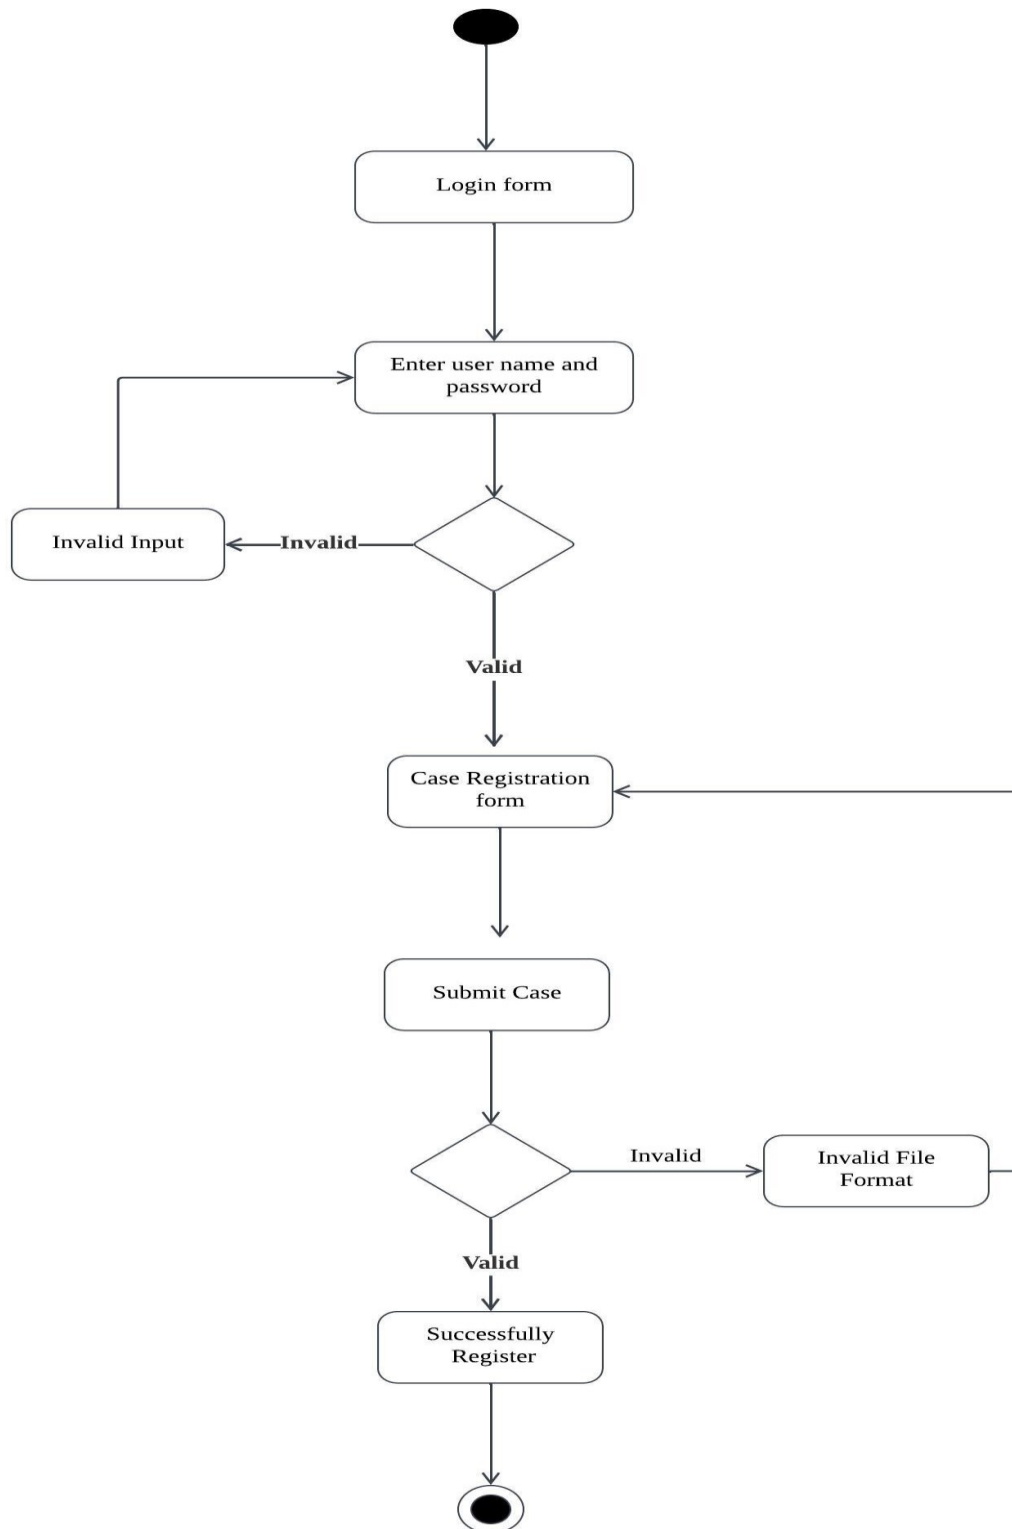 Login form
Enter user name and
password
Invalid Input
Invalid
Valid
Case Registration
form
Submit Case
Invalid
Invalid File
Format
Valid
Successfully
Register